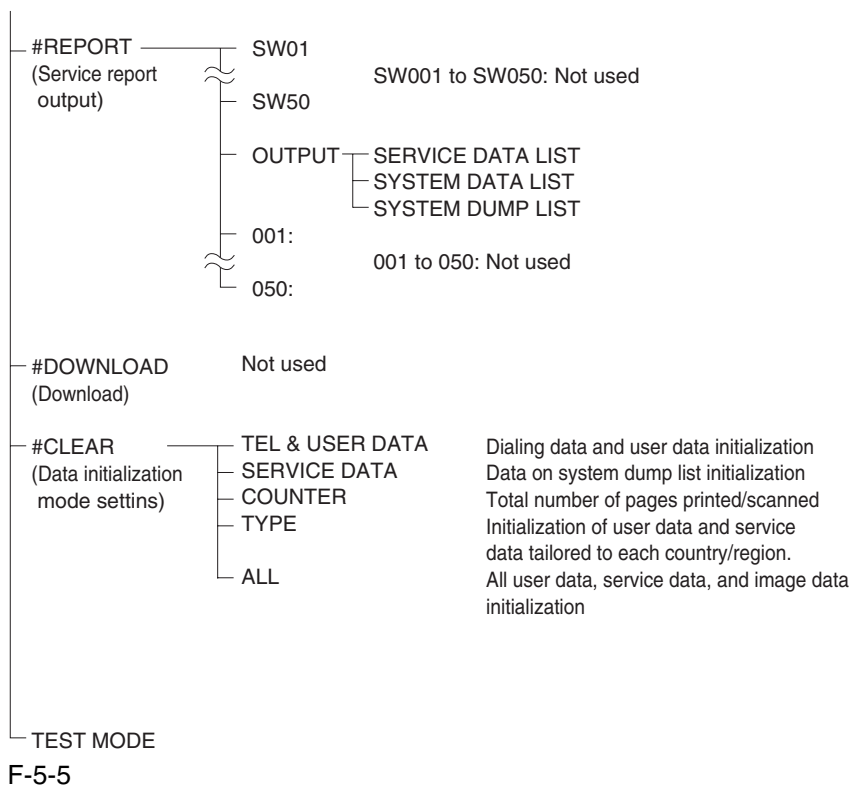 #REPORT
(Service report
output)
SW01
SW001 to SW050: Not used
SW50
OUTPUT
SERVICE DATA LIST
SYSTEM DATA LIST
SYSTEM DUMP LIST
001:
001 to 050: Not used
050:
#DOWNLOAD
(Download)
Not used
#CLEAR
(Data initialization
mode settins)
TEL & USER DATA
Dialing data and user data initialization
SERVICE DATA
Data on system dump list initialization
COUNTER
Total number of pages printed/scanned
TYPE
Initialization of user data and service
data tailored to each country/region.
ALL
All user data, service data, and image data
initialization
TEST MODE
F-5-5